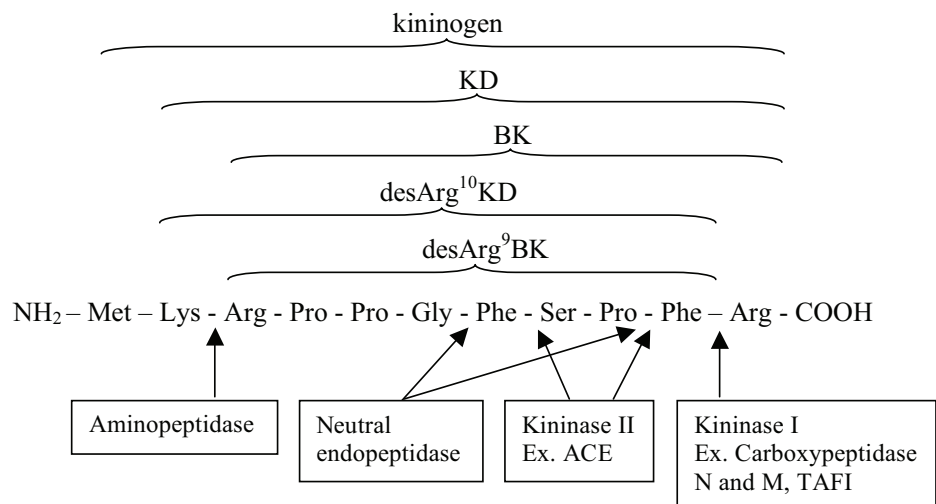 kininogen
KD
BK
desArg¹⁰KD
desArg⁹BK
NH₂ – Met – Lys - Arg - Pro - Pro - Gly - Phe - Ser - Pro - Phe – Arg - COOH
Aminopeptidase
Neutral
endopeptidase
Kininase II
Ex. ACE
Kininase I
Ex. Carboxypeptidase
N and M, TAFI